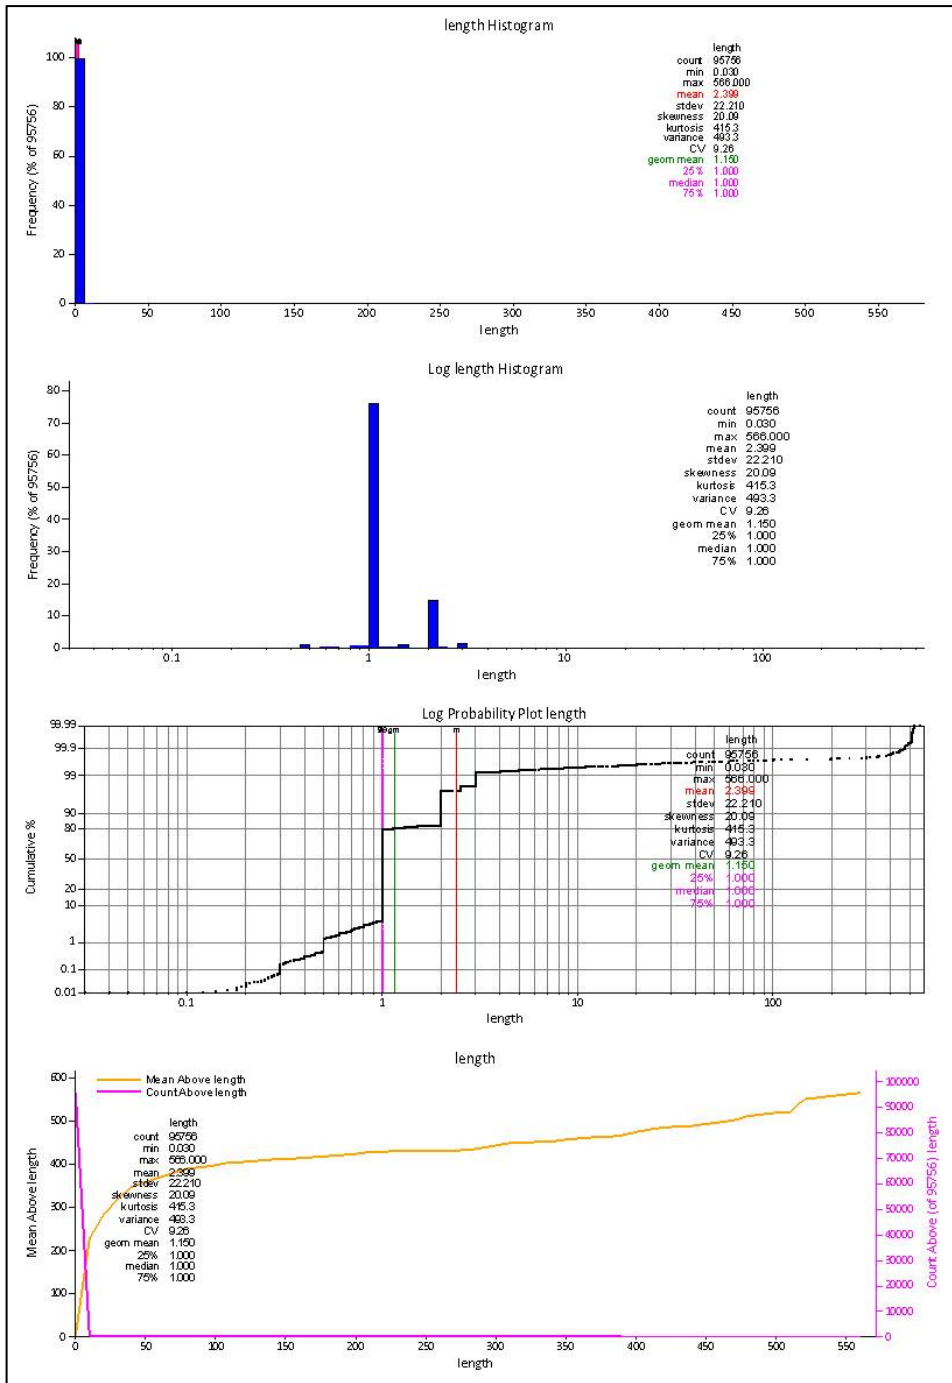 length Histogram
length
count 95756
min 0.030
max 566.000
mean 2.399
stdev 22.210
skewness 20.09
kurtosis 415.3
variance 493.3
CV 9.26
geom mean 1.150
25% 1.000
median 1.000
75% 1.000
Frequency (% of 95756)
100
80
60
40
20
0
0 50 100 150 200 250 300 350 400 450 500 550
length
Log length Histogram
length
count 95756
min 0.030
max 566.000
mean 2.399
stdev 22.210
skewness 20.09
kurtosis 415.3
variance 493.3
CV 9.26
geom mean 1.150
25% 1.000
median 1.000
75% 1.000
Frequency (% of 95756)
80
70
60
50
40
30
20
10
0
0.1 1 10 100
length
Log Probability Plot length
m
length
count 95756
min 0.030
max 566.000
mean 2.399
stdev 22.210
skewness 20.09
kurtosis 415.3
variance 493.3
CV 9.26
geom mean 1.150
25% 1.000
median 1.000
75% 1.000
Cumulative %
99.99
99.9
99
90
80
50
20
10
1
0.1
0.01
0.1 1 10 100
length
length
Mean Above length
Count Above length
length
count 95756
min 0.030
max 566.000
mean 2.399
stdev 22.210
skewness 20.09
kurtosis 415.3
variance 493.3
CV 9.26
geom mean 1.150
25% 1.000
median 1.000
75% 1.000
Mean Above length
600
500
400
300
200
100
0
0 50 100 150 200 250 300 350 400 450 500 550
length
100000
90000
80000
70000
60000
50000
40000
30000
20000
10000
0
Count Above (of 95756) length